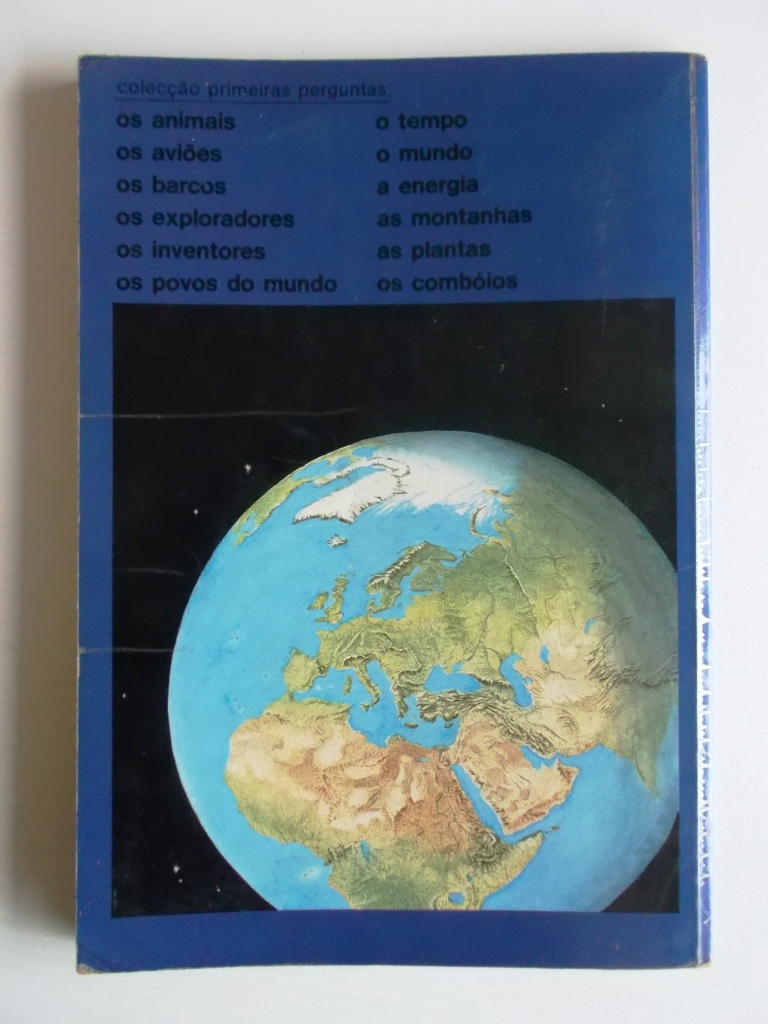 colecção primeiras perguntas:
os animais
os aviões
os barcos
os exploradores
os inventores
os povos do mundo
o tempo
o mundo
a energia
as montanhas
as plantas
os combóios